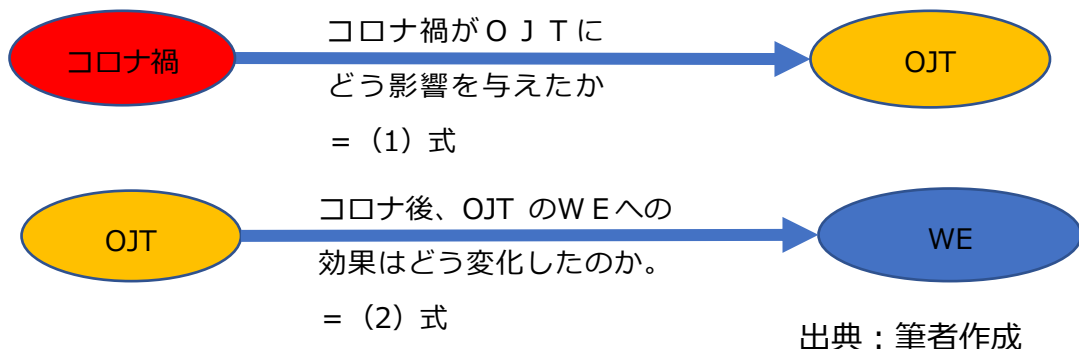 コロナ禍
コロナ禍がＯＪＴに
どう影響を与えたか
＝（1）式
OJT
OJT
コロナ後、OJT のＷＥへの
効果はどう変化したのか。
＝（2）式
WE
出典：筆者作成